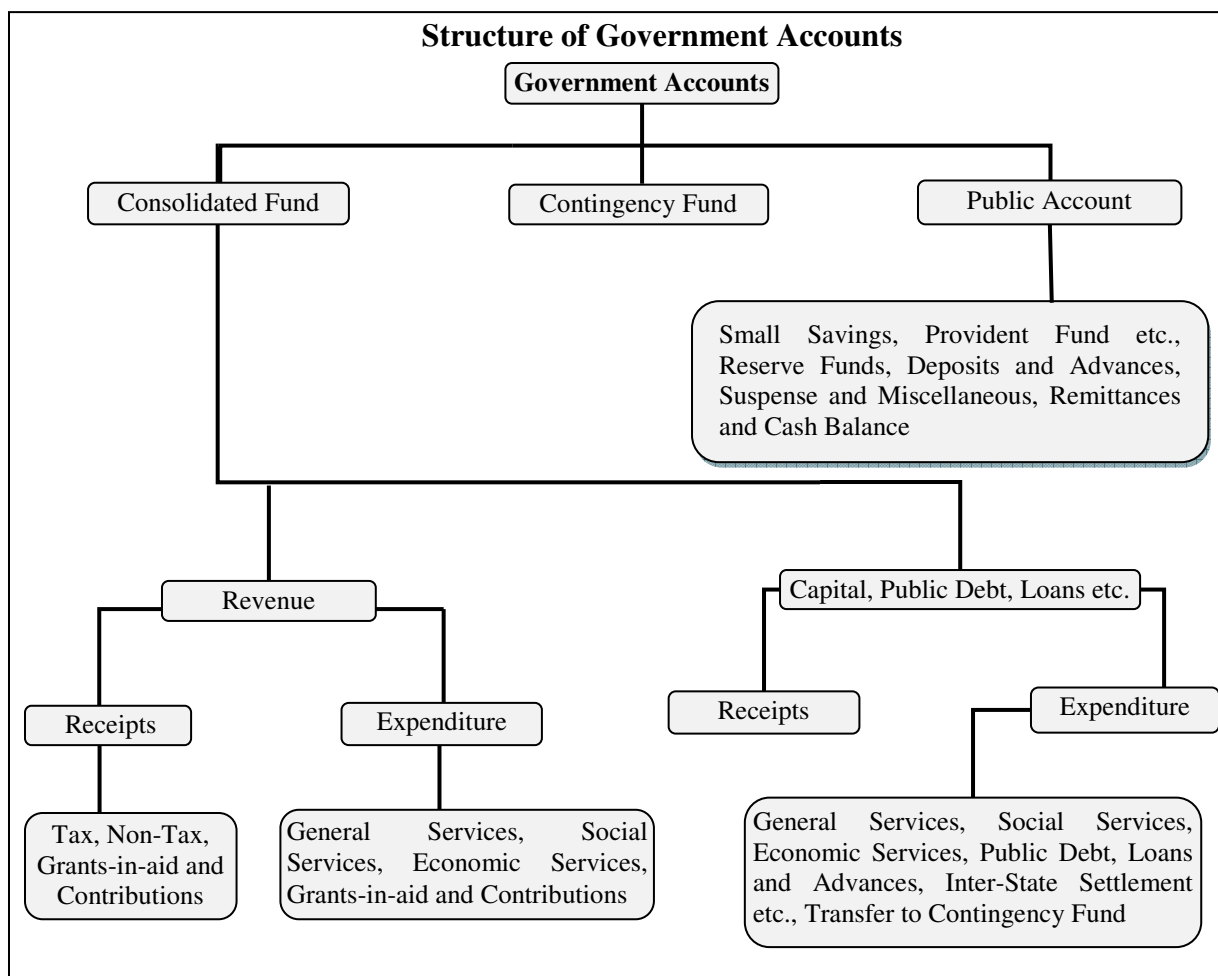 Structure of Government Accounts
Government Accounts
Consolidated Fund
Contingency Fund
Public Account
Small Savings, Provident Fund etc.,
Reserve Funds, Deposits and Advances,
Suspense and Miscellaneous, Remittances
and Cash Balance
Revenue
Capital, Public Debt, Loans etc.
Receipts
Expenditure
Receipts
Expenditure
Tax, Non-Tax,
Grants-in-aid and
Contributions
General Services, Social
Services, Economic Services,
Grants-in-aid and Contributions
General Services, Social Services,
Economic Services, Public Debt, Loans
and Advances, Inter-State Settlement
etc., Transfer to Contingency Fund